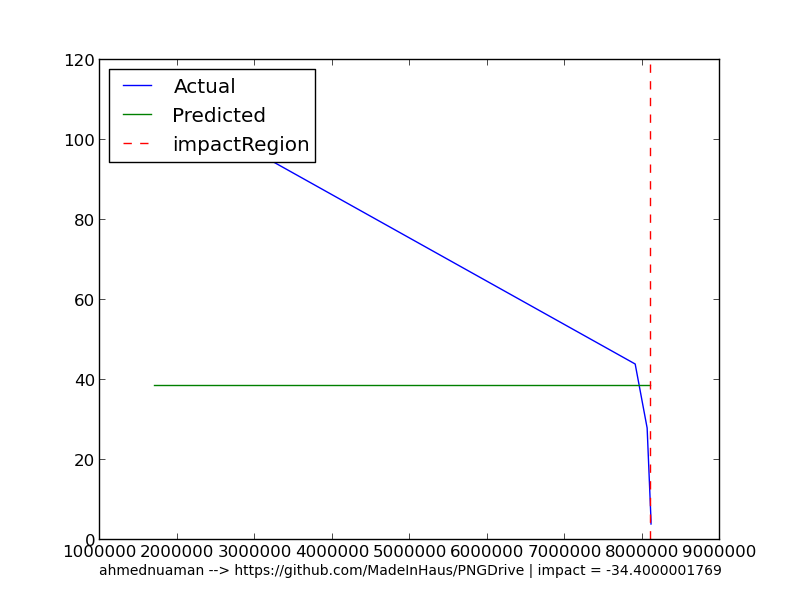 120
100
80
60
40
20
0
Actual
Predicted
impactRegion
1000000 2000000 3000000 4000000 5000000 6000000 7000000 8000000 9000000
ahmednuaman --> https://github.com/MadeInHaus/PNGDrive | impact = -34.4000001769